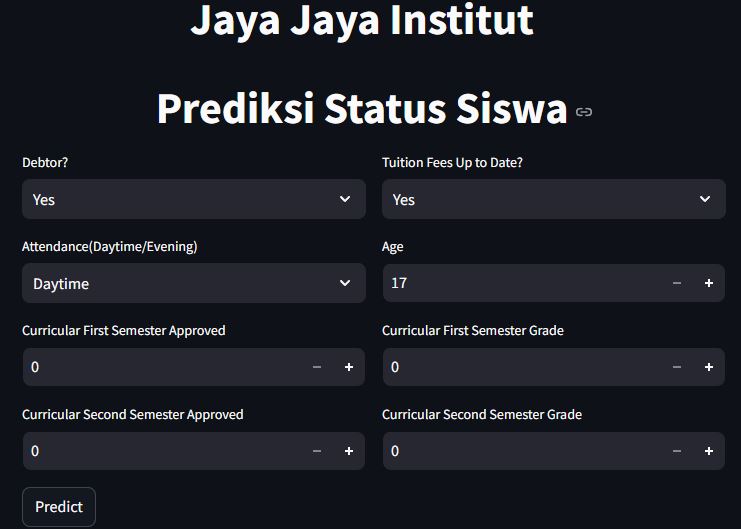 Jaya Jaya Institut
Prediksi Status Siswa
Debtor? Tuition Fees Up to Date?
Yes Yes
Attendance(Daytime/Evening) Age
Daytime 17
Curricular First Semester Approved Curricular First Semester Grade
0 0
Curricular Second Semester Approved Curricular Second Semester Grade
0 0
Predict